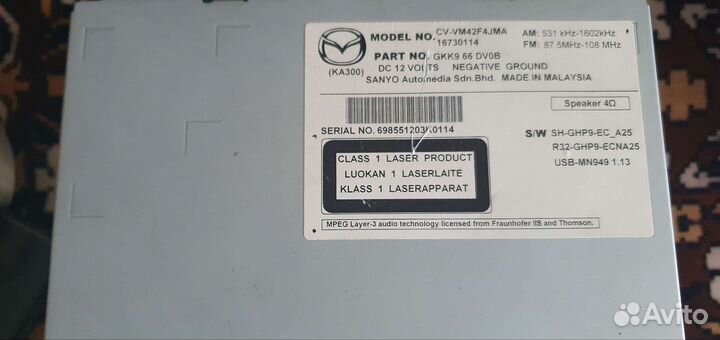 MODEL NO. CV-VM42F4JMA
16730114
AM: 531 kHz-1602kHz
FM: 87.5MHz-108 MHz
(KA300)
PART NO. GKK9 66 DV0B
DC 12 VOLTS NEGATIVE GROUND
SANYO Automedia Sdn.Bhd. MADE IN MALAYSIA
Speaker 4Ω
SERIAL NO. 698551203K0114
S/W SH-GHP9-EC_A25
R32-GHP9-ECNA25
USB-MN949 1.13
CLASS 1 LASER PRODUCT
LUOKAN 1 LASERLAITE
KLASS 1 LASERAPPARAT
MPEG Layer-3 audio technology licensed from Fraunhofer IIS and Thomson.
Avito